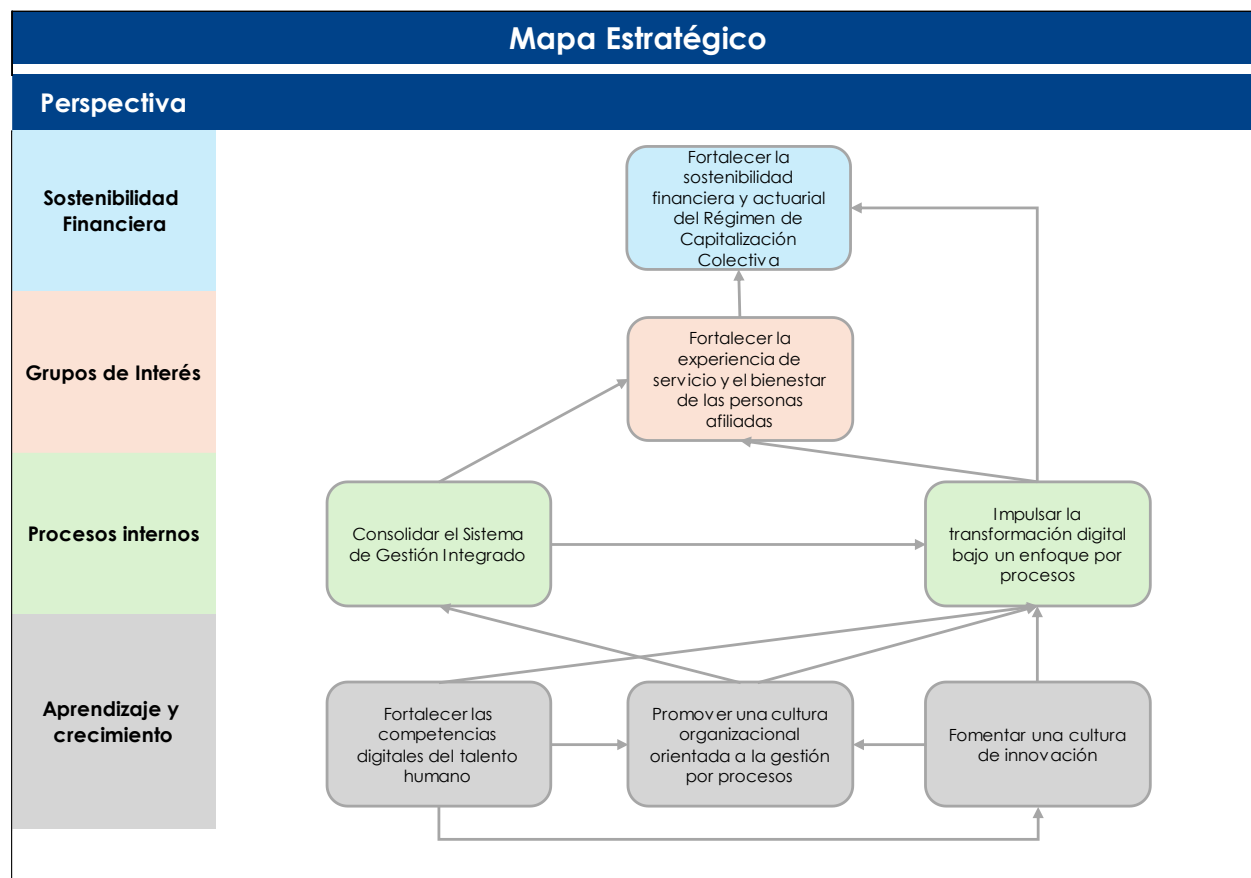 Mapa Estratégico
Perspectiva
Sostenibilidad
Financiera
Fortalecer la
sostenibilidad
financiera y actuarial
del Régimen de
Capitalización
Colectiva
Grupos de Interés
Fortalecer la
experiencia de
servicio y el bienestar
de las personas
afiliadas
Procesos internos
Consolidar el Sistema
de Gestión Integrado
Impulsar la
transformación digital
bajo un enfoque por
procesos
Aprendizaje y
crecimiento
Fortalecer las
competencias
digitales del talento
humano
Promover una cultura
organizacional
orientada a la gestión
por procesos
Fomentar una cultura
de innovación